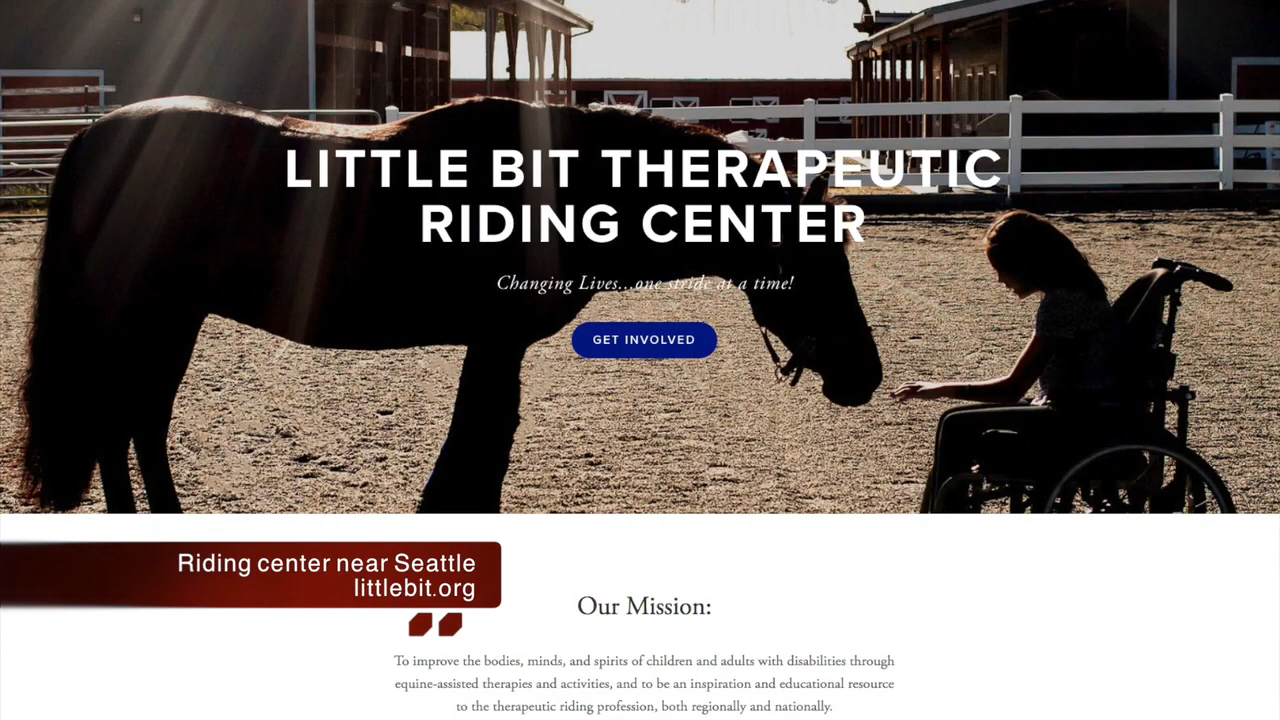 LITTLE BIT THERAPEUTIC
RIDING CENTER
Changing Lives...one stride at a time!
GET INVOLVED
Riding center near Seattle
littlebit.org
Our Mission:
To improve the bodies, minds, and spirits of children and adults with disabilities through
equine-assisted therapies and activities, and to be an inspiration and educational resource
to the therapeutic riding profession, both regionally and nationally.